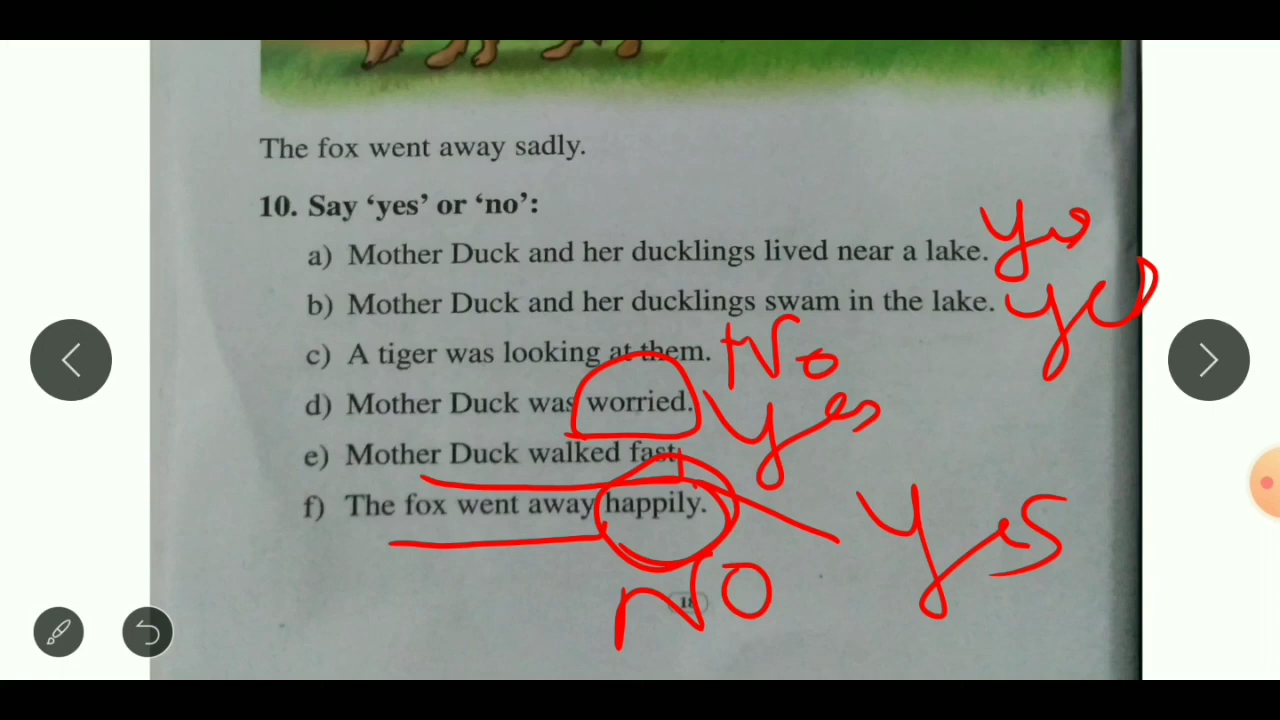 The fox went away sadly.
10. Say ‘yes’ or ‘no’:
a) Mother Duck and her ducklings lived near a lake. Yes
b) Mother Duck and her ducklings swam in the lake. yes
c) A tiger was looking at them. No
d) Mother Duck was worried. Yes
e) Mother Duck walked fast. Yes
f) The fox went away happily.
NO
18